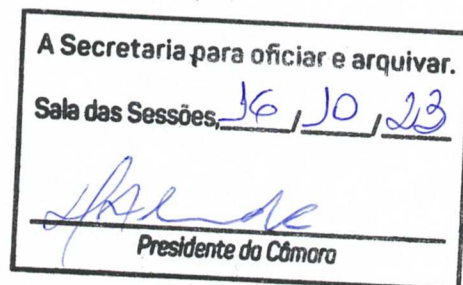 A Secretaria para oficiar e arquivar.
Sala das Sessões, 16 / 10 / 23
Presidente da Câmara